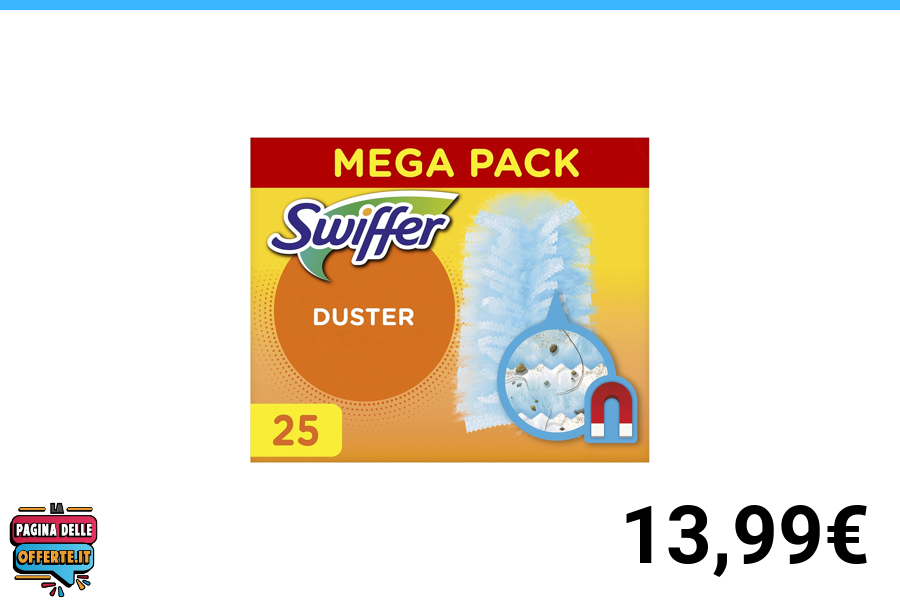 MEGA PACK
Swiffer
DUSTER
25
LA
PAGINA DELLE
OFFERTE.IT
13,99€